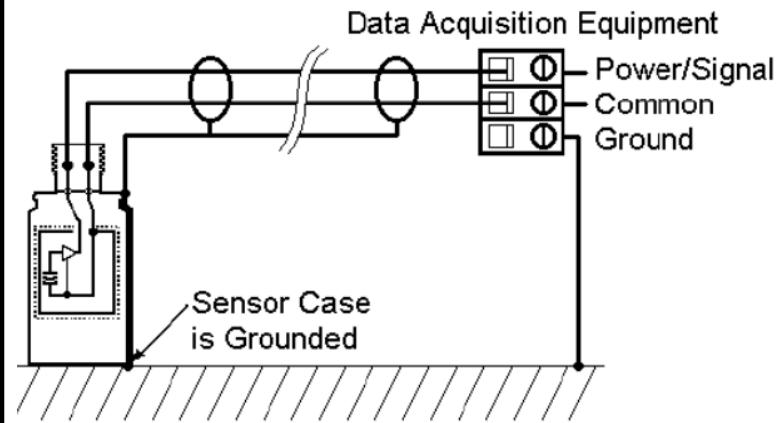 Data Acquisition Equipment
Power/Signal
Common
Ground
Sensor Case
is Grounded